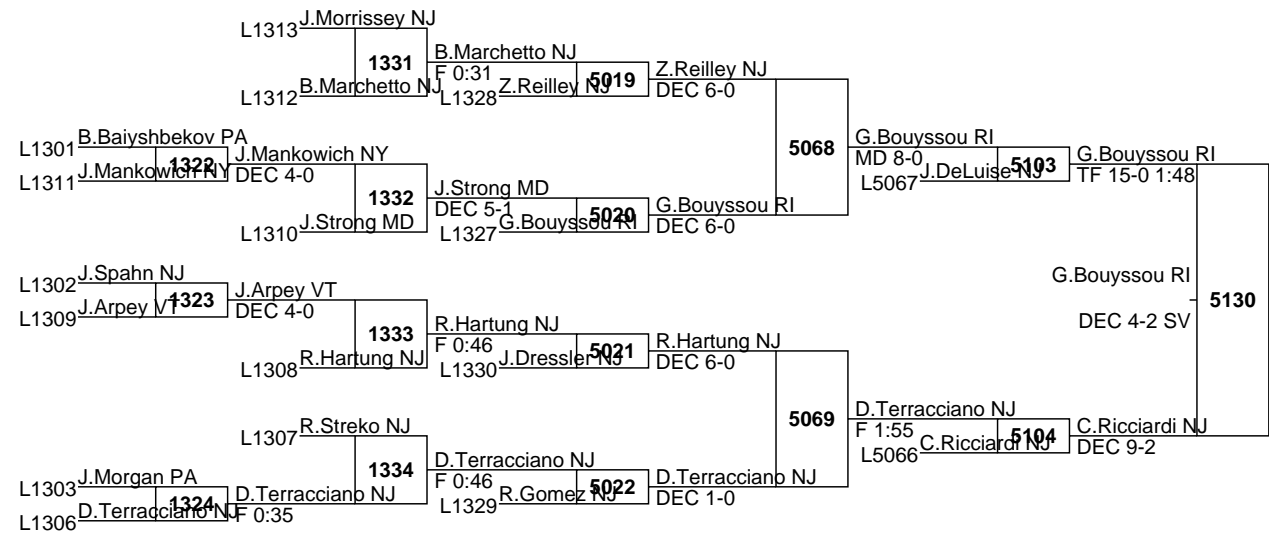 L1313 J.Morrissey NJ
1331
B.Marchetto NJ
F 0:31
L1312 B.Marchetto NJ
L1328 Z.Reilley NJ
5019
Z.Reilley NJ
DEC 6-0
L1301 B.Baiyshbekov PA
1322
L1311 J.Mankowich NY
J.Mankowich NY
DEC 4-0
1332
J.Strong MD
DEC 5-1
L1310 J.Strong MD
L1327 G.Bouyssou RI
5020
G.Bouyssou RI
DEC 6-0
5068
G.Bouyssou RI
MD 8-0
L5067 J.DeLuise NJ
5103
G.Bouyssou RI
TF 15-0 1:48
L1302 J.Spahn NJ
1323
L1309 J.Arpey VT
J.Arpey VT
DEC 4-0
1333
R.Hartung NJ
F 0:46
L1308 R.Hartung NJ
L1330 J.Dressler NJ
5021
R.Hartung NJ
DEC 6-0
G.Bouyssou RI
DEC 4-2 SV
5130
L1307 R.Streko NJ
1334
D.Terracciano NJ
F 0:46
L1303 J.Morgan PA
1324
L1306 D.Terracciano NJ
D.Terracciano NJ
F 0:35
L1329 R.Gomez NJ
5022
D.Terracciano NJ
DEC 1-0
5069
D.Terracciano NJ
F 1:55
L5066 C.Ricciardi NJ
5104
C.Ricciardi NJ
DEC 9-2